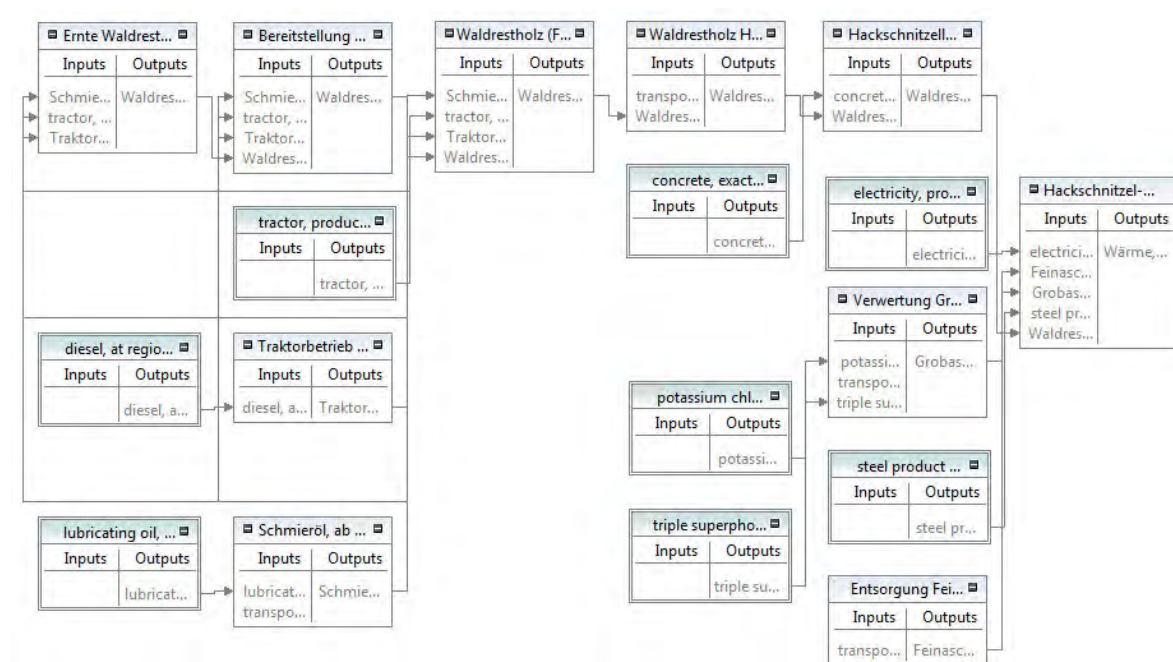 Ernte Waldrest...
Inputs Outputs
Schmie... Waldres...
tractor, ...
Traktor...
Bereitstellung ...
Inputs Outputs
Schmie... Waldres...
tractor, ...
Traktor...
Waldres...
Waldrestholz (F...
Inputs Outputs
Schmie... Waldres...
tractor, ...
Traktor...
Waldres...
Waldrestholz H...
Inputs Outputs
transpo... Waldres...
Waldres...
Hackschnitzell...
Inputs Outputs
concret... Waldres...
Waldres...
concrete, exact...
Inputs Outputs
concret...
electricity, pro...
Inputs Outputs
electrici...
Hackschnitzel-...
Inputs Outputs
electrici... Wärme,...
Feinasc...
Grobas...
steel pr...
Waldres...
tractor, produc...
Inputs Outputs
tractor, ...
Verwertung Gr...
Inputs Outputs
potassi... Grobas...
transpo...
triple su...
diesel, at regio...
Inputs Outputs
diesel, a...
Traktorbetrieb ...
Inputs Outputs
diesel, a... Traktor...
potassium chl...
Inputs Outputs
potassi...
steel product ...
Inputs Outputs
steel pr...
lubricating oil, ...
Inputs Outputs
lubricat...
Schmieröl, ab ...
Inputs Outputs
lubricat... Schmie...
transpo...
triple superpho...
Inputs Outputs
triple su...
Entsorgung Fei...
Inputs Outputs
transpo... Feinasc...